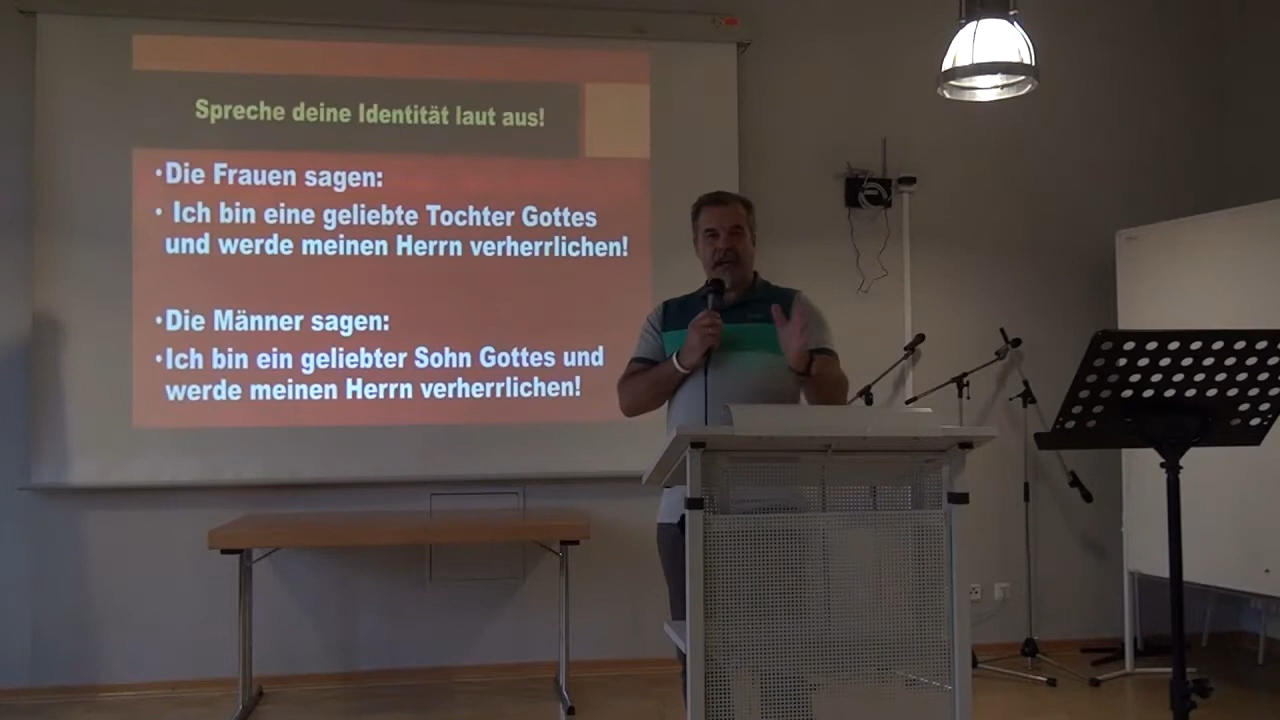 Spreche deine Identität laut aus!
•Die Frauen sagen:
• Ich bin eine geliebte Tochter Gottes
und werde meinen Herrn verherrlichen!
•Die Männer sagen:
•Ich bin ein geliebter Sohn Gottes und
werde meinen Herrn verherrlichen!